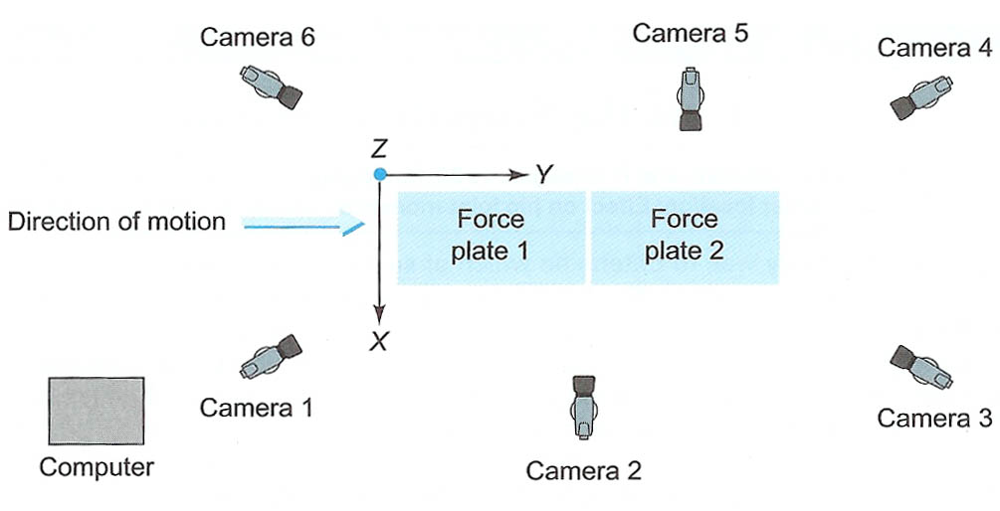 Camera 6
Camera 5
Camera 4
Z
Y
Direction of motion
Force
plate 1
Force
plate 2
X
Camera 1
Camera 3
Computer
Camera 2